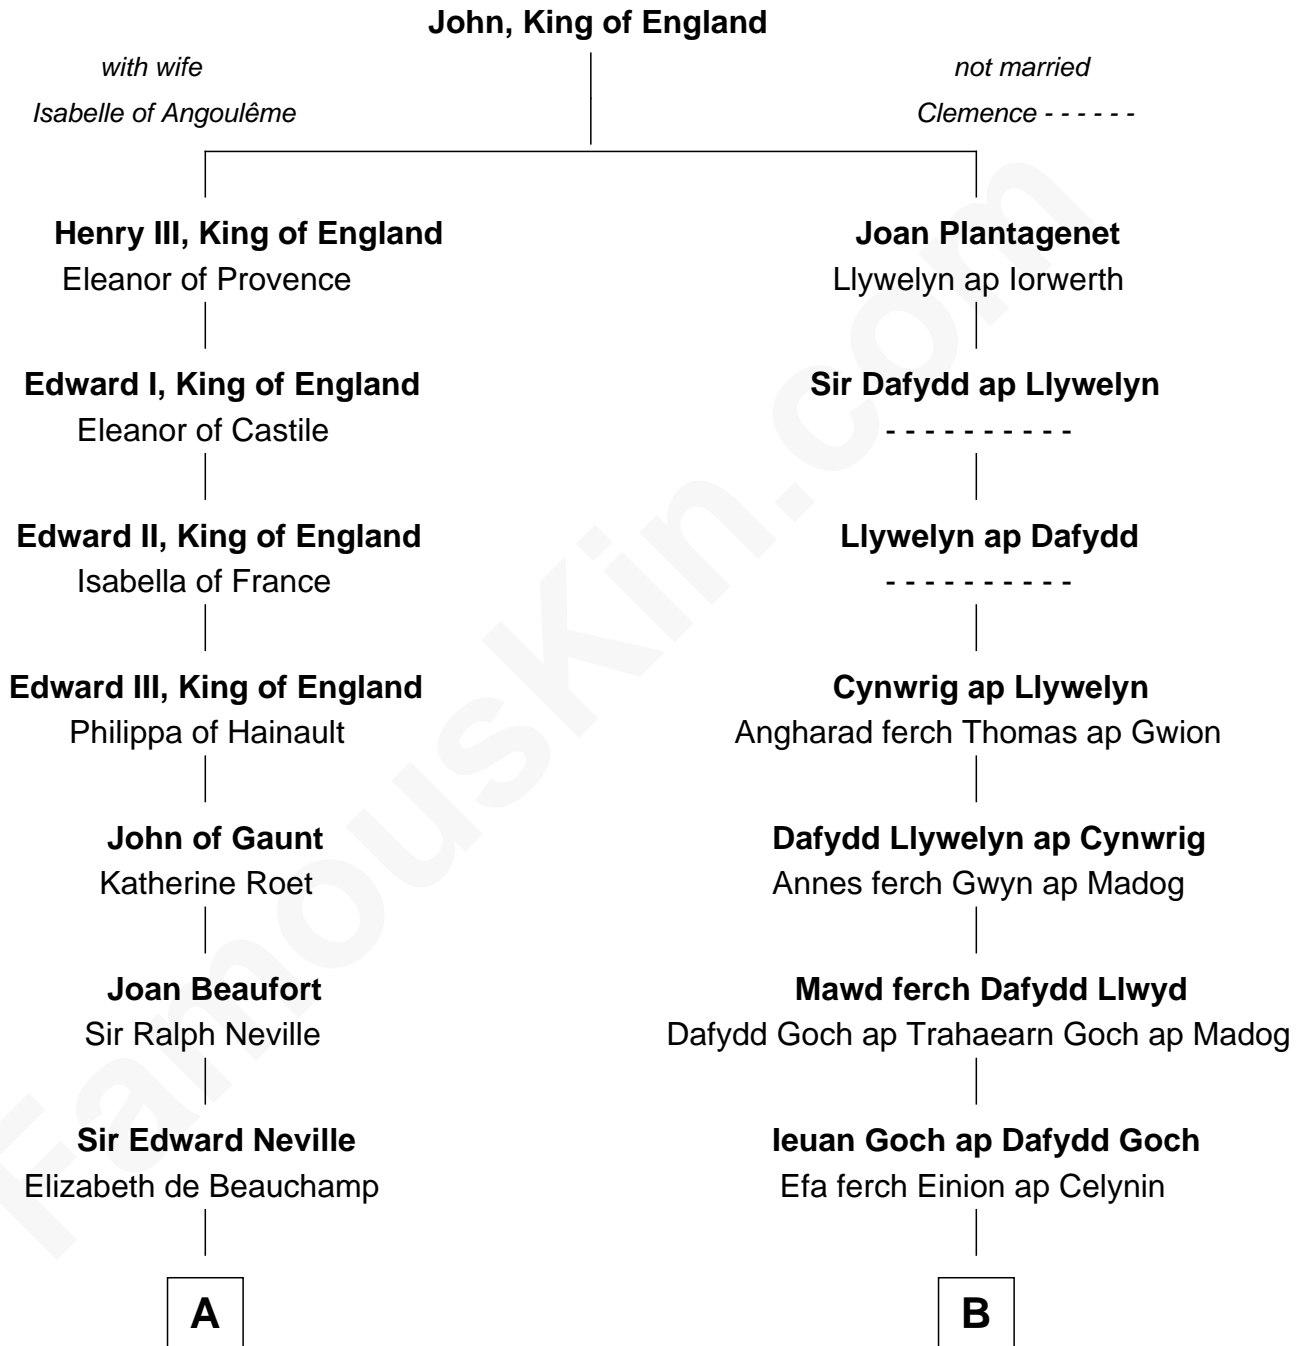 John, King of England
with wife
Isabelle of Angoulême
not married
Clemence - - - - - -
Henry III, King of England
Eleanor of Provence
Joan Plantagenet
Llywelyn ap Iorwerth
Edward I, King of England
Eleanor of Castile
Sir Dafydd ap Llywelyn
- - - - - - - - - -
Edward II, King of England
Isabella of France
Llywelyn ap Dafydd
- - - - - - - - - -
Edward III, King of England
Philippa of Hainault
Cynwrig ap Llywelyn
Angharad ferch Thomas ap Gwion
John of Gaunt
Katherine Roet
Dafydd Llywelyn ap Cynwrig
Annes ferch Gwyn ap Madog
Joan Beaufort
Sir Ralph Neville
Mawd ferch Dafydd Llwyd
Dafydd Goch ap Trahaearn Goch ap Madog
Sir Edward Neville
Elizabeth de Beauchamp
Ieuan Goch ap Dafydd Goch
Efa ferch Einion ap Celynin
A
B
FamousKin.com